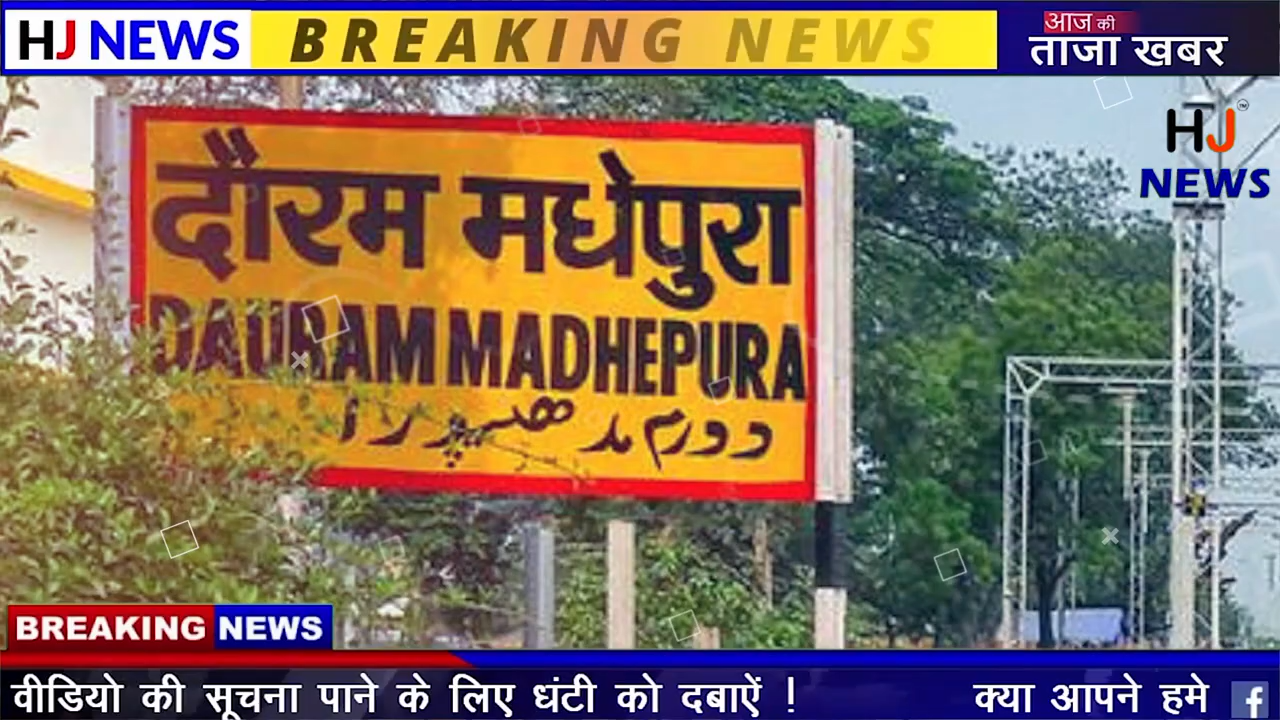 HJ NEWS
BREAKING NEWS
आज की
ताजा खबर
HJ™
NEWS
दौरम मधेपुरा
DAURAM MADHEPURA
دورم مدھیپورا
BREAKING NEWS
वीडियो की सूचना पाने के लिए धंटी को दबाऐं ! क्या आपने हमे